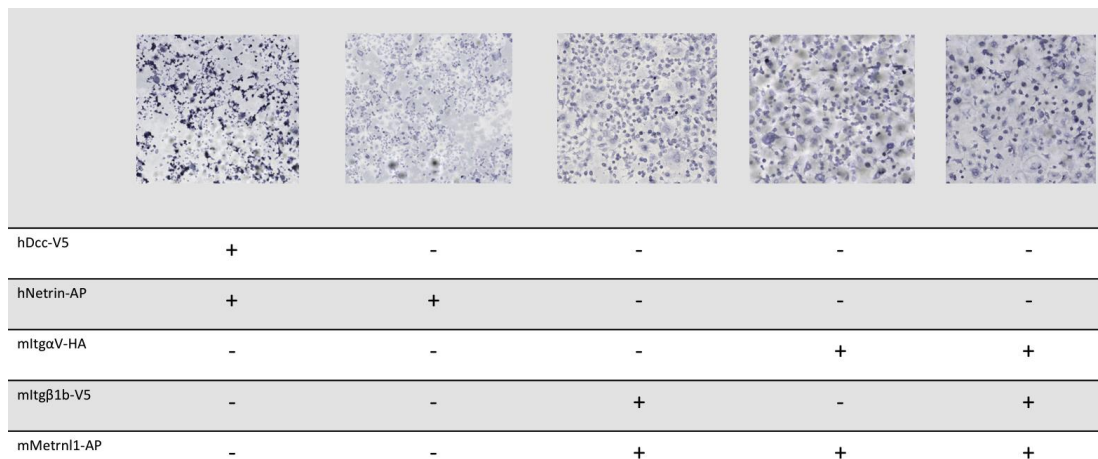 hDcc-V5 + - - - -
hNetrin-AP + + - - -
mItgαV-HA - - - + +
mItgβ1b-V5 - - + - +
mMetrnl1-AP - - + + +